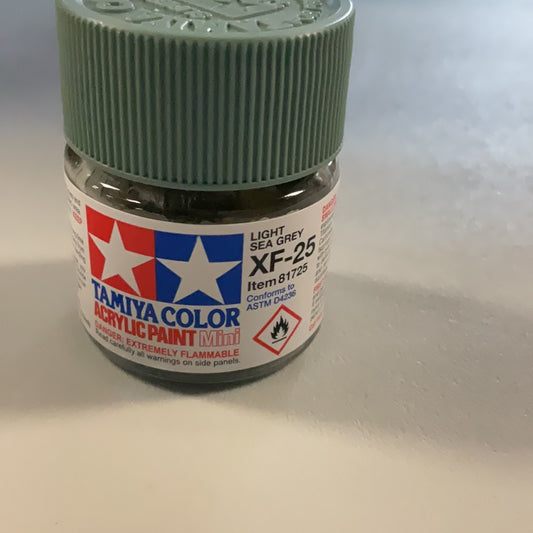 LIGHT
SEA GREY
XF-25
Item 81725
Conforms to
ASTM D4236
TAMIYA COLOR
ACRYLIC PAINT Mini
DANGER: EXTREMELY FLAMMABLE
Read carefully all warnings on side panels.